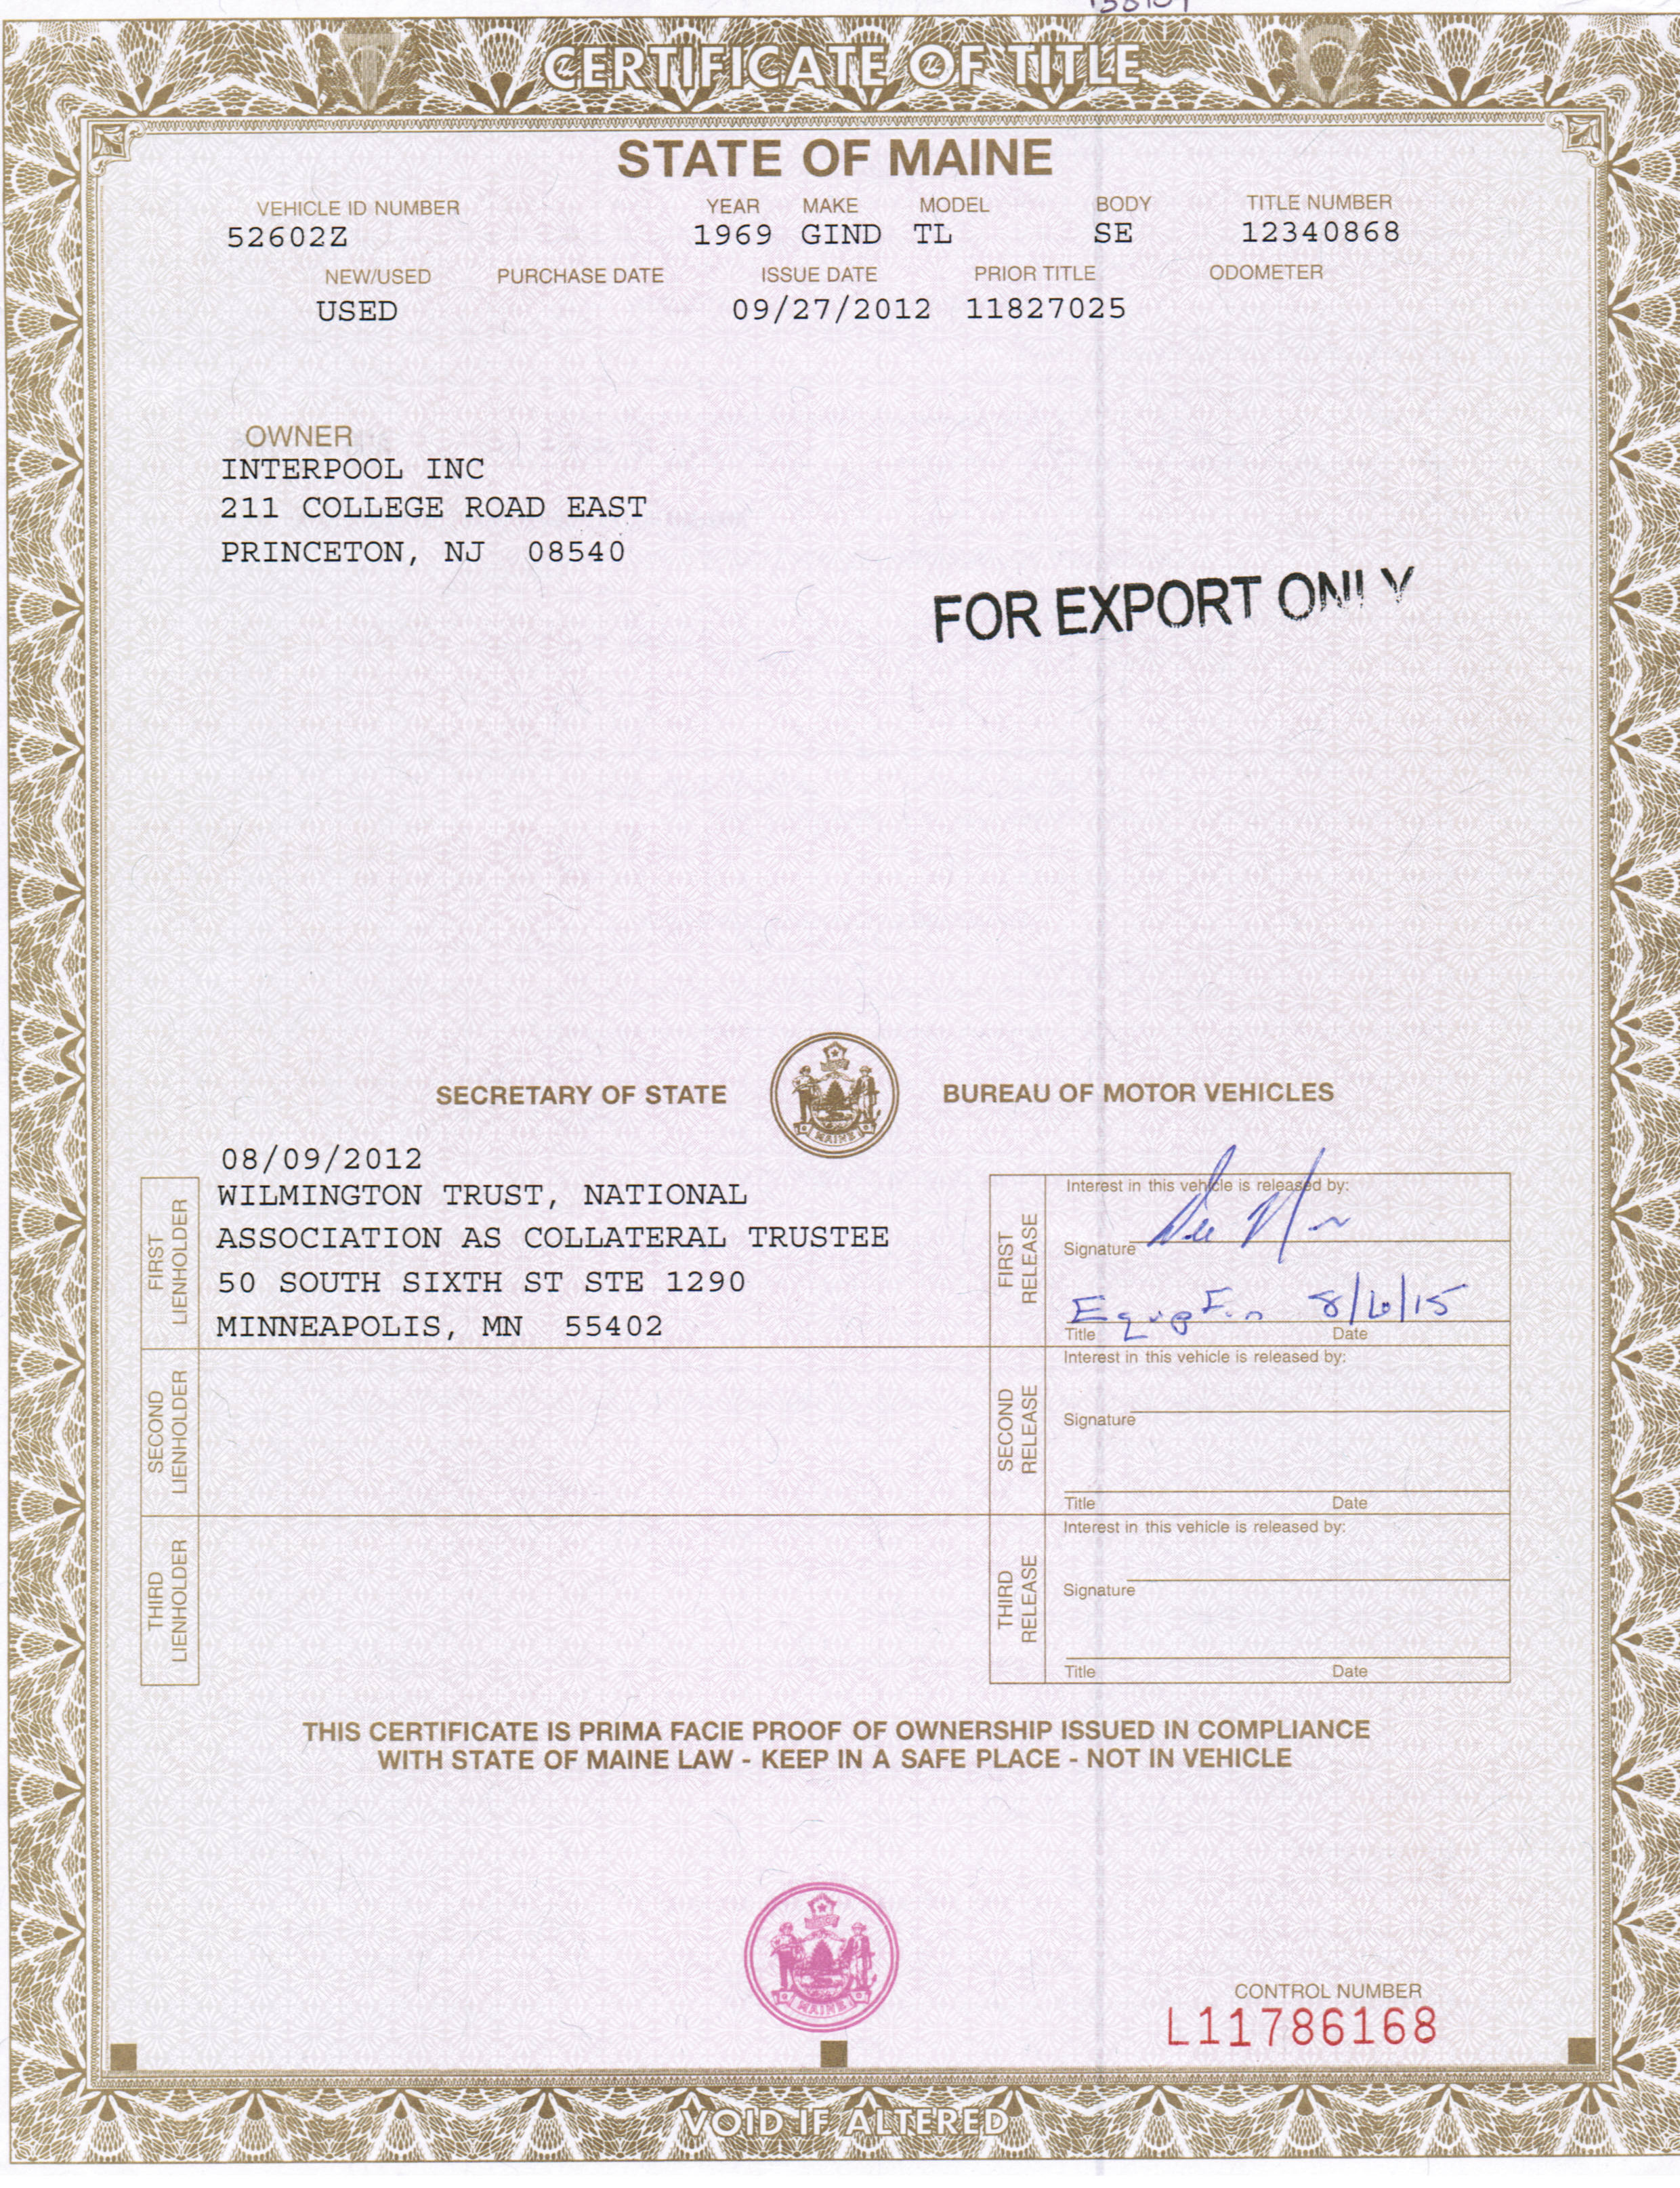 CERTIFICATE OF TITLE
STATE OF MAINE
VEHICLE ID NUMBER YEAR MAKE MODEL BODY TITLE NUMBER
52602Z 1969 GIND TL SE 12340868
NEW/USED PURCHASE DATE ISSUE DATE PRIOR TITLE ODOMETER
USED 09/27/2012 11827025
OWNER
INTERPOOL INC
211 COLLEGE ROAD EAST
PRINCETON, NJ 08540
FOR EXPORT ONLY
SECRETARY OF STATE MAINE BUREAU OF MOTOR VEHICLES
08/09/2012
FIRST LIENHOLDER
WILMINGTON TRUST, NATIONAL
ASSOCIATION AS COLLATERAL TRUSTEE
50 SOUTH SIXTH ST STE 1290
MINNEAPOLIS, MN 55402
FIRST RELEASE
Interest in this vehicle is released by:
Signature
Equip Fin
Title Date
SECOND LIENHOLDER
SECOND RELEASE
Interest in this vehicle is released by:
Signature
Title Date
THIRD LIENHOLDER
THIRD RELEASE
Interest in this vehicle is released by:
Signature
Title Date
THIS CERTIFICATE IS PRIMA FACIE PROOF OF OWNERSHIP ISSUED IN COMPLIANCE
WITH STATE OF MAINE LAW - KEEP IN A SAFE PLACE - NOT IN VEHICLE
MAINE
CONTROL NUMBER
L11786168
VOID IF ALTERED